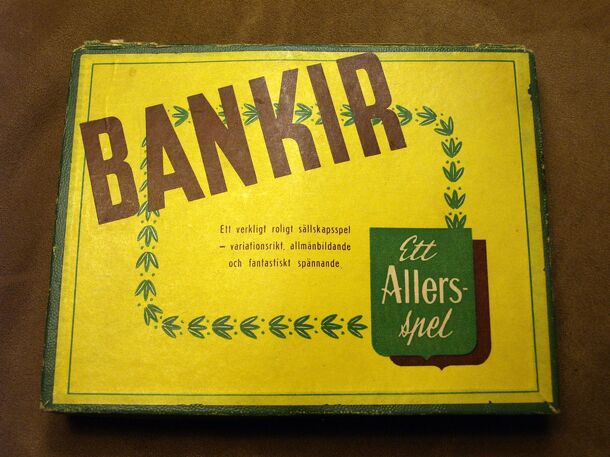 BANKIR
Ett verkligt roligt sällskapsspel
– variationsrikt, allmänbildande
och fantastiskt spännande.
Ett
Allers-
spel